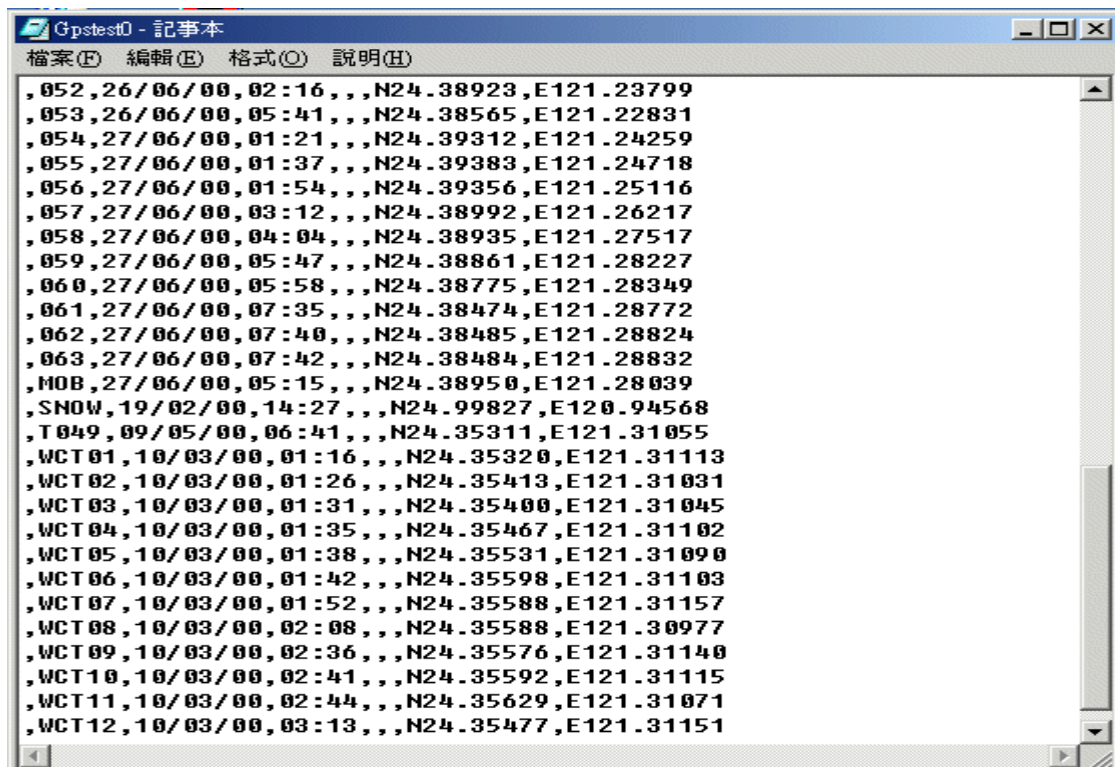 Gpstest0 - 記事本
檔案(F) 編輯(E) 格式(O) 說明(H)
,052,26/06/00,02:16,,,N24.38923,E121.23799
,053,26/06/00,05:41,,,N24.38565,E121.22831
,054,27/06/00,01:21,,,N24.39312,E121.24259
,055,27/06/00,01:37,,,N24.39383,E121.24718
,056,27/06/00,01:54,,,N24.39356,E121.25116
,057,27/06/00,03:12,,,N24.38992,E121.26217
,058,27/06/00,04:04,,,N24.38935,E121.27517
,059,27/06/00,05:47,,,N24.38861,E121.28227
,060,27/06/00,05:58,,,N24.38775,E121.28349
,061,27/06/00,07:35,,,N24.38474,E121.28772
,062,27/06/00,07:40,,,N24.38485,E121.28824
,063,27/06/00,07:42,,,N24.38484,E121.28832
,MOB,27/06/00,05:15,,,N24.38950,E121.28039
,SNOW,19/02/00,14:27,,,N24.99827,E120.94568
,T049,09/05/00,06:41,,,N24.35311,E121.31055
,WCT01,10/03/00,01:16,,,N24.35320,E121.31113
,WCT02,10/03/00,01:26,,,N24.35413,E121.31031
,WCT03,10/03/00,01:31,,,N24.35400,E121.31045
,WCT04,10/03/00,01:35,,,N24.35467,E121.31102
,WCT05,10/03/00,01:38,,,N24.35531,E121.31090
,WCT06,10/03/00,01:42,,,N24.35598,E121.31103
,WCT07,10/03/00,01:52,,,N24.35588,E121.31157
,WCT08,10/03/00,02:08,,,N24.35588,E121.30977
,WCT09,10/03/00,02:36,,,N24.35576,E121.31140
,WCT10,10/03/00,02:41,,,N24.35592,E121.31115
,WCT11,10/03/00,02:44,,,N24.35629,E121.31071
,WCT12,10/03/00,03:13,,,N24.35477,E121.31151